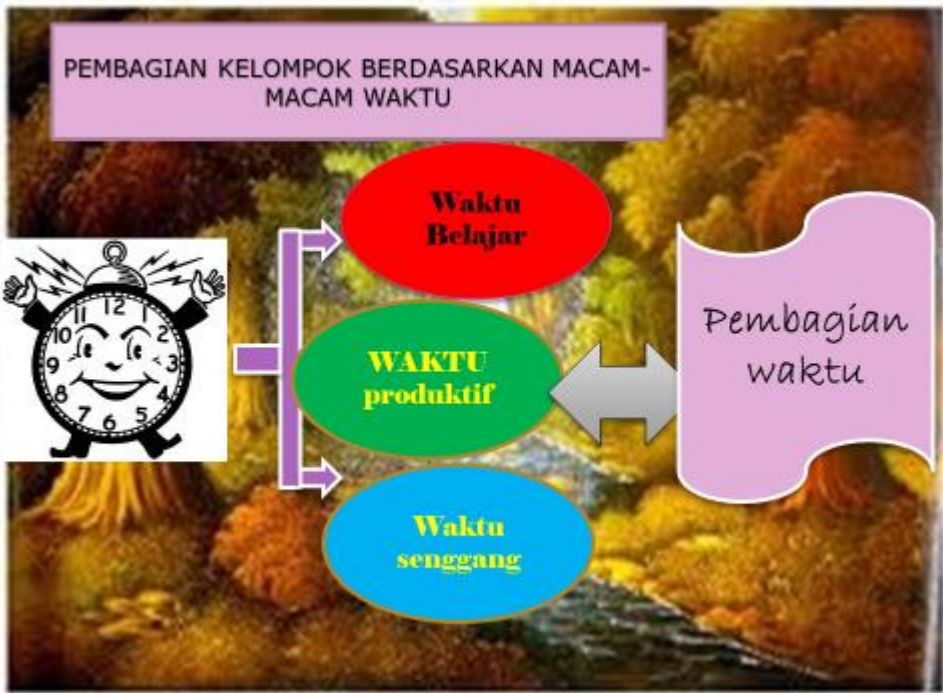 PEMBAGIAN KELOMPOK BERDASARKAN MACAM-
MACAM WAKTU
Waktu
Belajar
WAKTU
produktif
Waktu
senggang
Pembagian
waktu
12
1
2
3
4
5
6
7
8
9
10
11